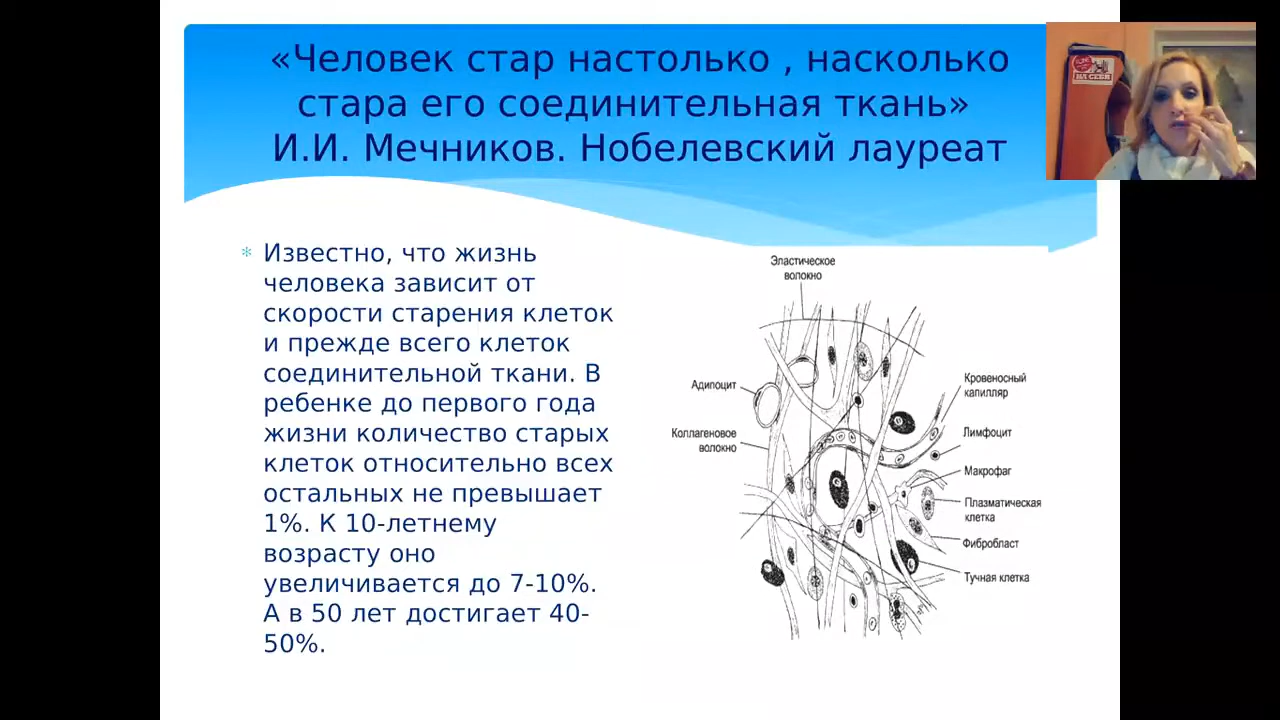 «Человек стар настолько , насколько
стара его соединительная ткань»
И.И. Мечников. Нобелевский лауреат
Известно, что жизнь
человека зависит от
скорости старения клеток
и прежде всего клеток
соединительной ткани. В
ребенке до первого года
жизни количество старых
клеток относительно всех
остальных не превышает
1%. К 10-летнему
возрасту оно
увеличивается до 7-10%.
А в 50 лет достигает 40-
50%.
Эластическое
волокно
Адипоцит
Коллагеновое
волокно
Кровеносный
капилляр
Лимфоцит
Макрофаг
Плазматическая
клетка
Фибробласт
Тучная клетка
НА СЕБЯ